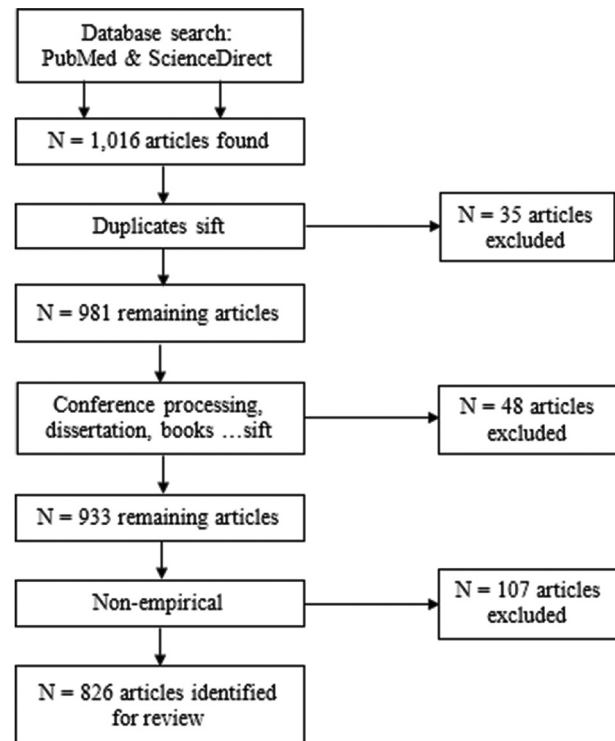 Database search:
PubMed & ScienceDirect
N = 1,016 articles found
Duplicates sift
N = 35 articles
excluded
N = 981 remaining articles
Conference processing,
dissertation, books ...sift
N = 48 articles
excluded
N = 933 remaining articles
Non-empirical
N = 107 articles
excluded
N = 826 articles identified
for review